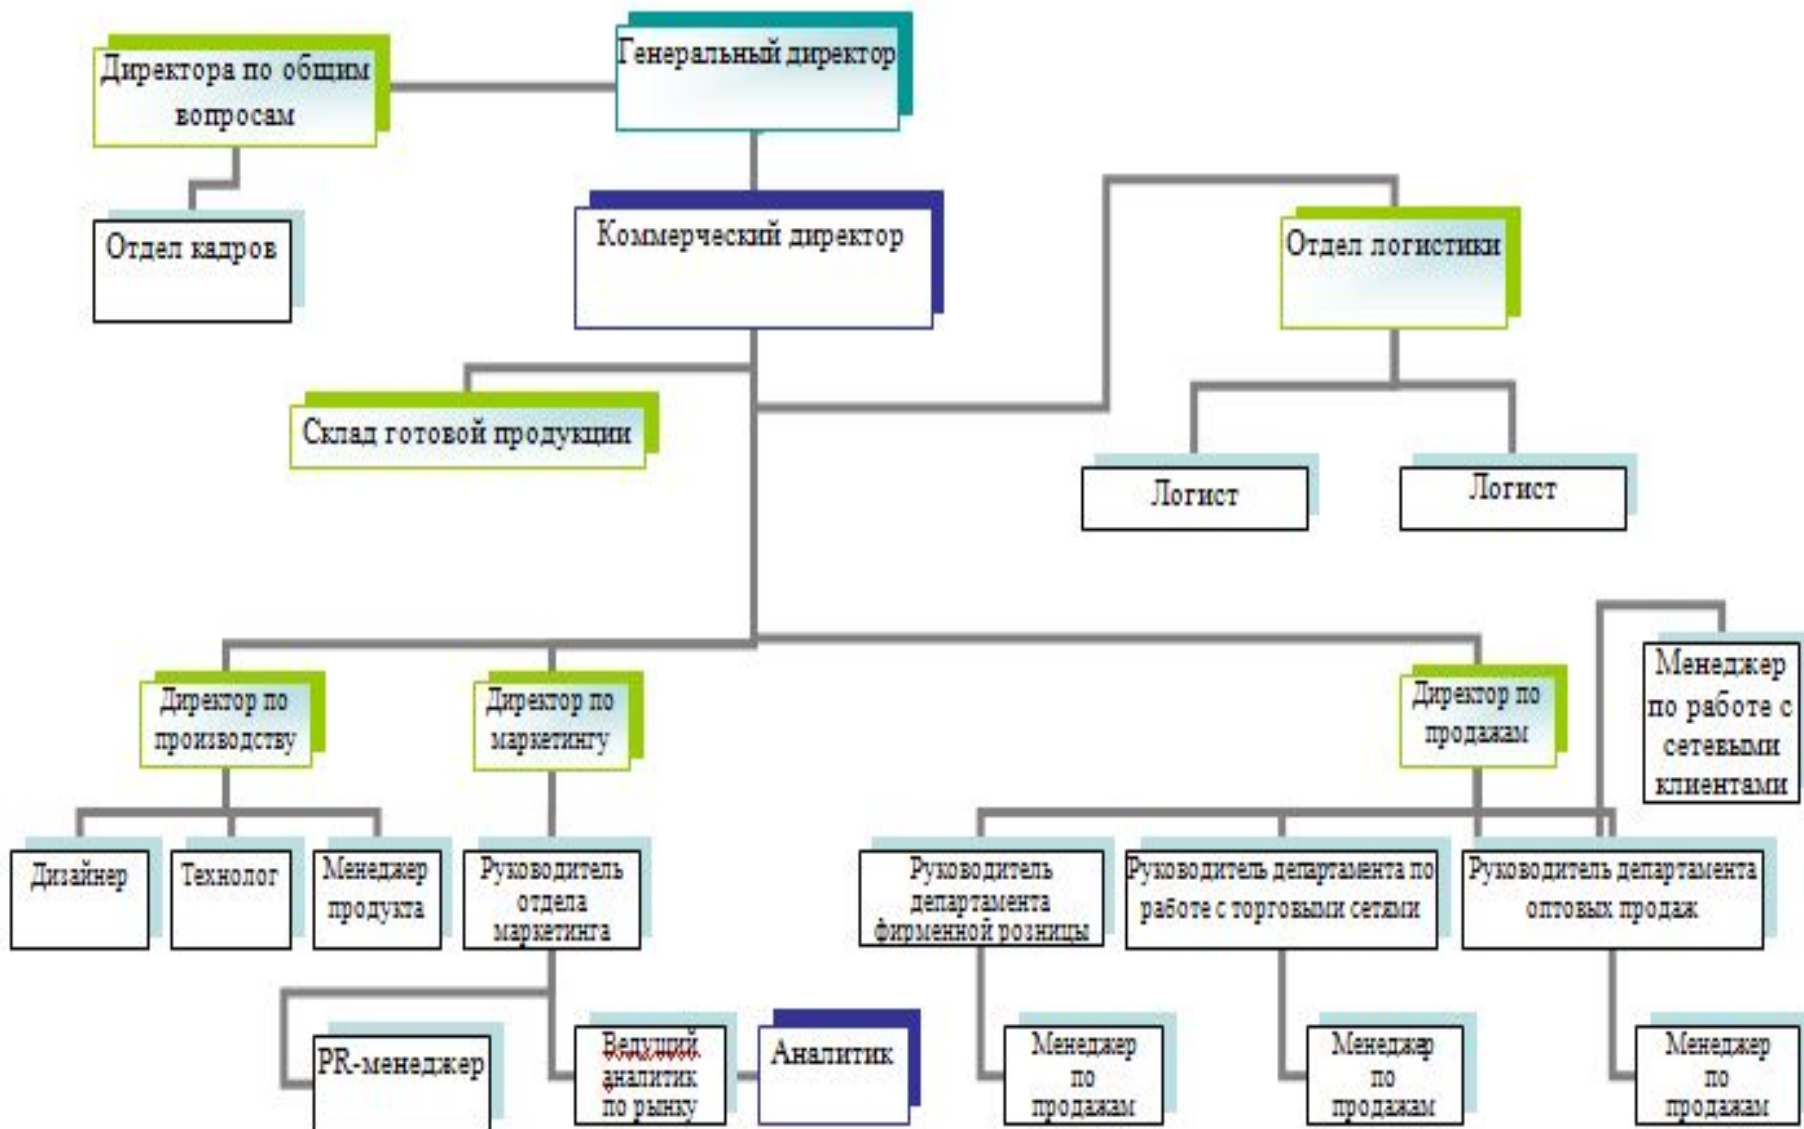 Директора по общим
вопросам
Генеральный директор
Отдел кадров
Коммерческий директор
Отдел логистики
Склад готовой продукции
Логист
Логист
Директор по
производству
Директор по
маркетингу
Директор по
продажам
Менеджер
по работе с
сетевыми
клиентами
Дизайнер
Технолог
Менеджер
продукта
Руководитель
отдела
маркетинга
Руководитель
департамента
фирменной розницы
Руководитель департамента по
работе с торговыми сетями
Руководитель департамента
оптовых продаж
PR-менеджер
Ведущий
аналитик
по рынку
Аналитик
Менеджер
по
продажам
Менеджер
по
продажам
Менеджер
по
продажам